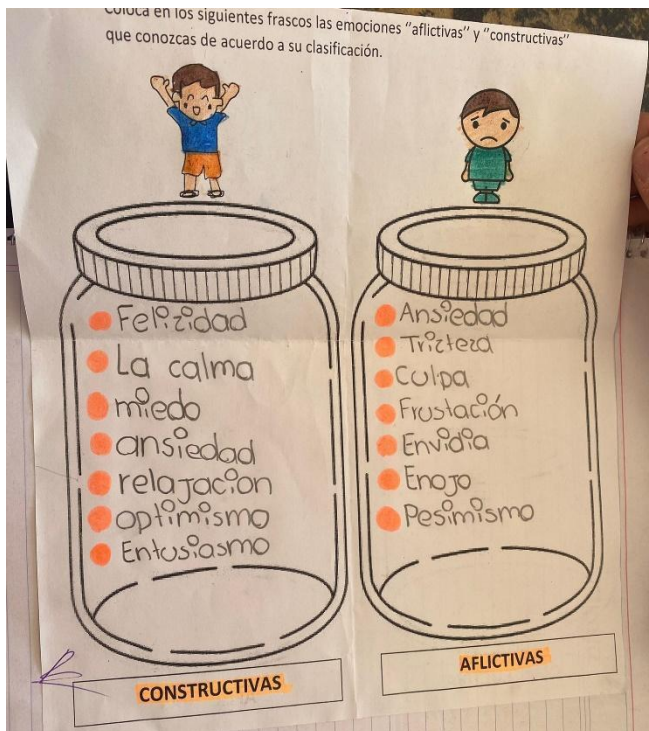 Coloca en los siguientes frascos las emociones “aflictivas” y “constructivas”
que conozcas de acuerdo a su clasificación.
Felizidad
La calma
miedo
ansiedad
relajacion
optimismo
Entusiasmo
CONSTRUCTIVAS
Ansiedad
Tricteza
Culpa
Frustación
Envidia
Enojo
Pesimismo
AFLICTIVAS